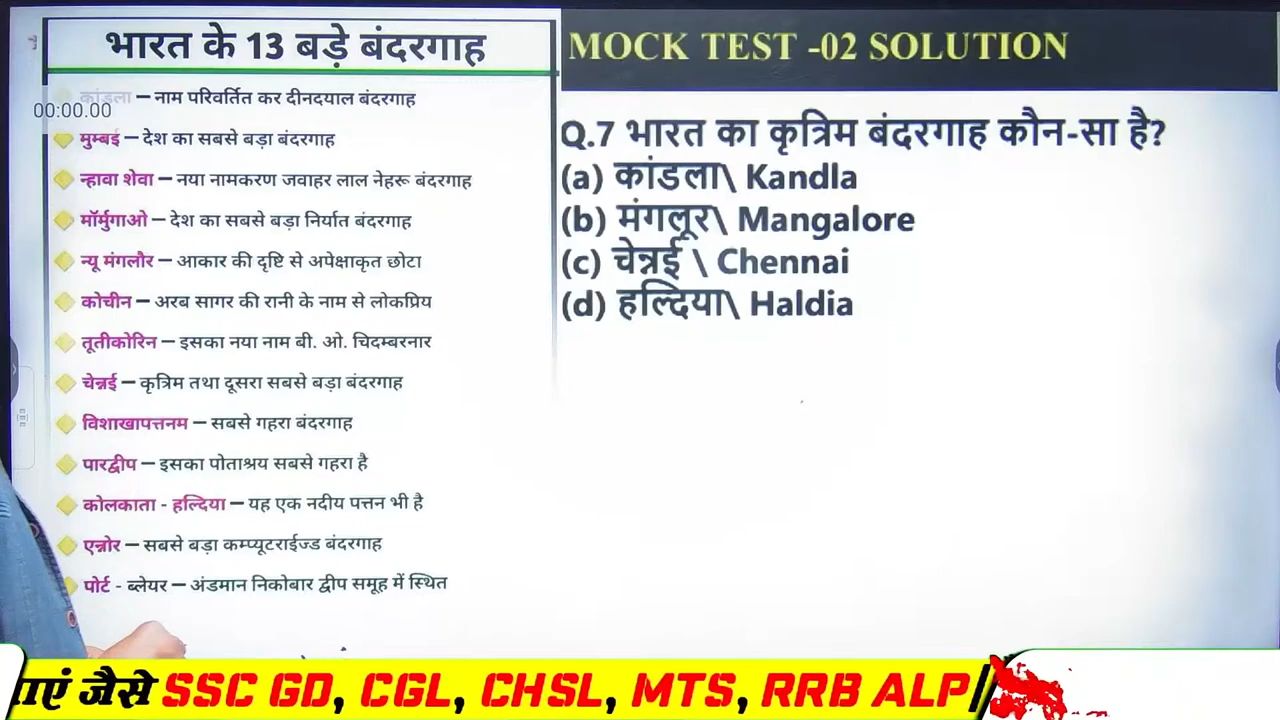 भारत के 13 बड़े बंदरगाह
कांडला – नाम परिवर्तित कर दीनदयाल बंदरगाह
00:00.00
मुम्बई – देश का सबसे बड़ा बंदरगाह
न्हावा शेवा – नया नामकरण जवाहर लाल नेहरू बंदरगाह
मॉर्मुगाओ – देश का सबसे बड़ा निर्यात बंदरगाह
न्यू मंगलौर – आकार की दृष्टि से अपेक्षाकृत छोटा
कोचीन – अरब सागर की रानी के नाम से लोकप्रिय
तूतीकोरिन – इसका नया नाम बी. ओ. चिदम्बरनार
चेन्नई – कृत्रिम तथा दूसरा सबसे बड़ा बंदरगाह
विशाखापत्तनम – सबसे गहरा बंदरगाह
पारद्वीप – इसका पोताश्रय सबसे गहरा है
कोलकाता - हल्दिया – यह एक नदीय पत्तन भी है
एन्नोर – सबसे बड़ा कम्प्यूटराईज्ड बंदरगाह
पोर्ट - ब्लेयर – अंडमान निकोबार द्वीप समूह में स्थित
MOCK TEST -02 SOLUTION
Q.7 भारत का कृत्रिम बंदरगाह कौन-सा है?
(a) कांडला\ Kandla
(b) मंगलूर\ Mangalore
(c) चेन्नई \ Chennai
(d) हल्दिया\ Haldia
जैसे SSC GD, CGL, CHSL, MTS, RRB ALP